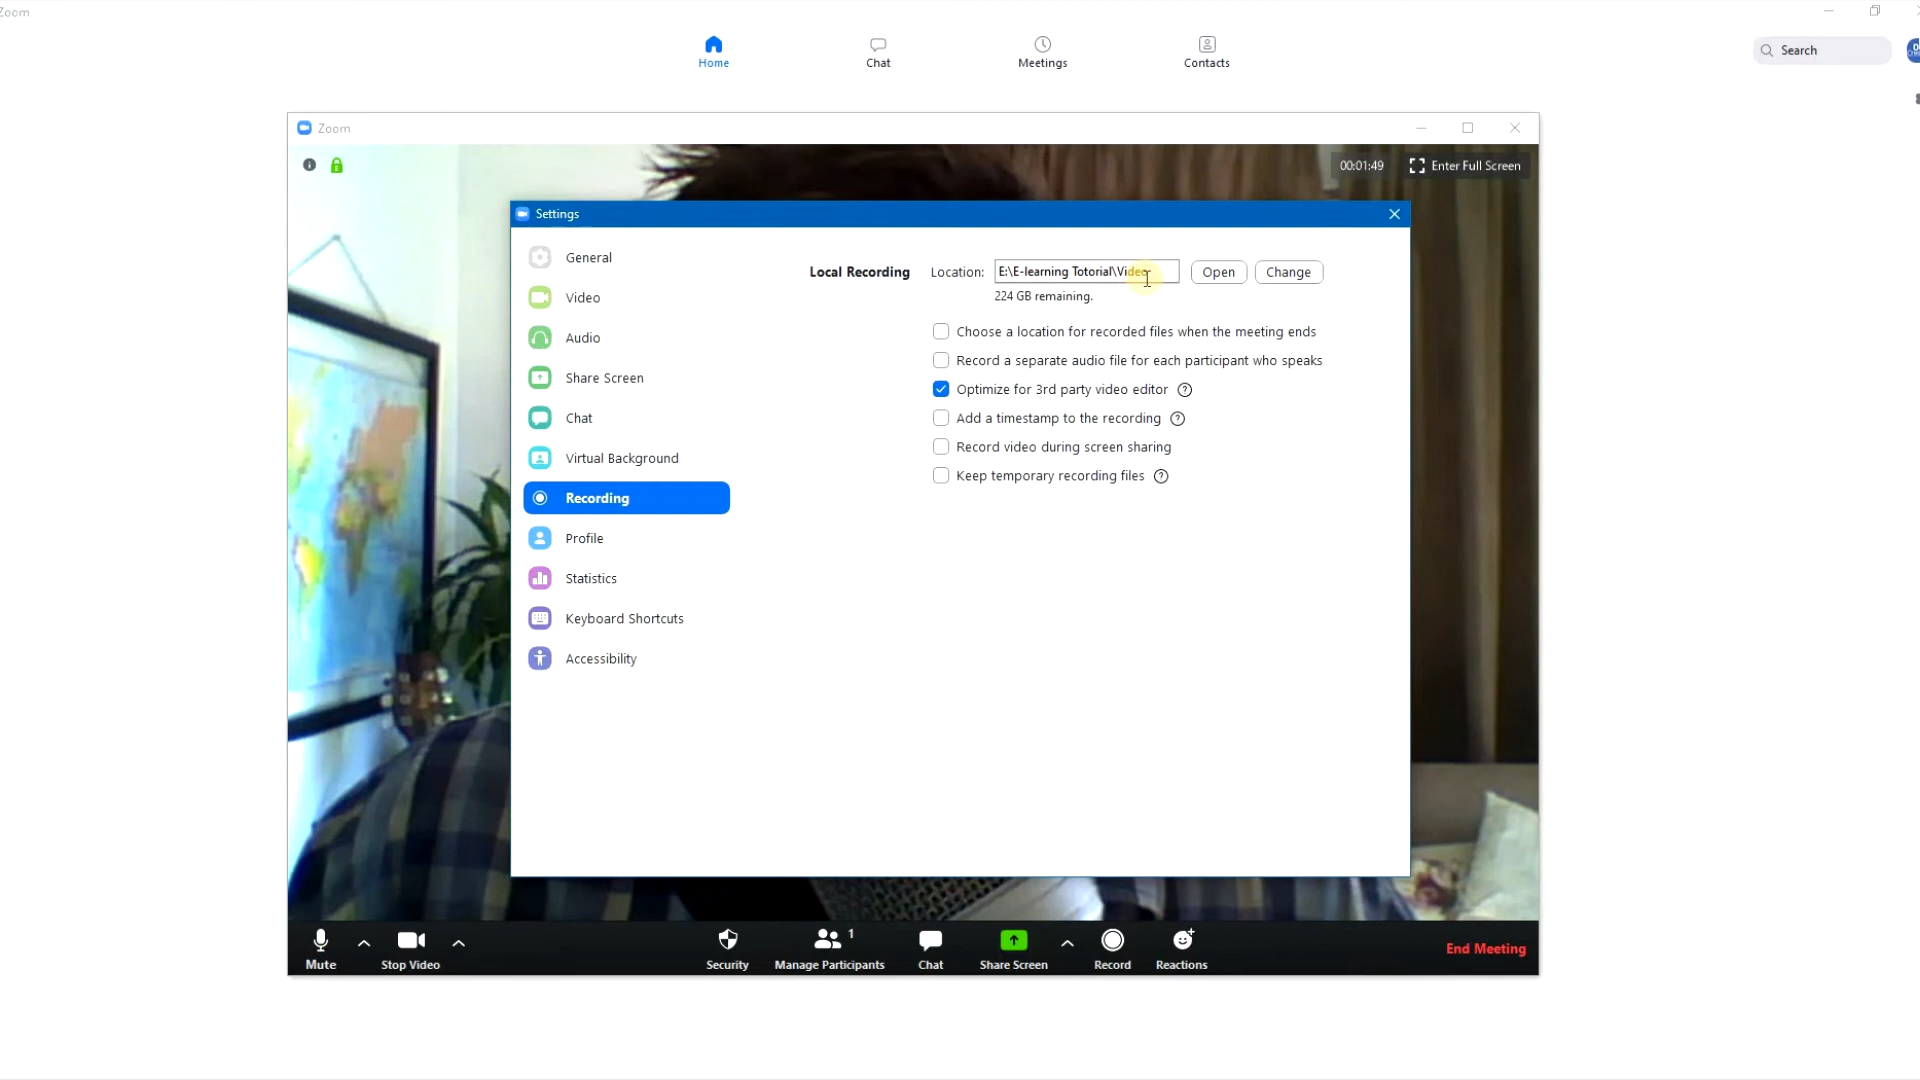 Zoom
Home
Chat
Meetings
Contacts
Search
Zoom
00:01:49
Enter Full Screen
Settings
General
Video
Audio
Share Screen
Chat
Virtual Background
Recording
Profile
Statistics
Keyboard Shortcuts
Accessibility
Local Recording
Location:
E:\E-learning Totorial\Video
Open
Change
224 GB remaining.
Choose a location for recorded files when the meeting ends
Record a separate audio file for each participant who speaks
Optimize for 3rd party video editor
Add a timestamp to the recording
Record video during screen sharing
Keep temporary recording files
Mute
Stop Video
Security
Manage Participants
1
Chat
Share Screen
Record
Reactions
End Meeting